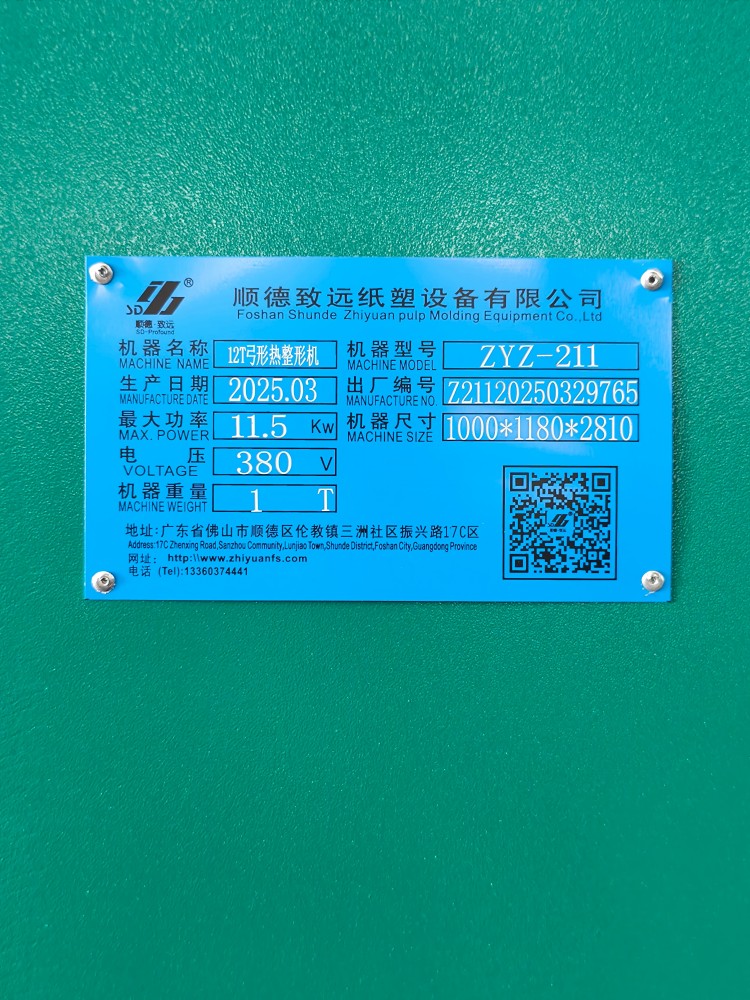 SD
®
顺德·致远
SD-Profound
顺德致远纸塑设备有限公司
Foshan Shunde Zhiyuan pulp Molding Equipment Co.,Ltd
机器名称 12T弓形热整形机 机器型号 ZYZ-211
MACHINE NAME MACHINE MODEL
生产日期 2025.03 出厂编号 Z21120250329765
MANUFACTURE DATE MANUFACTURE NO.
最大功率 11.5 Kw 机器尺寸 1000*1180*2810
MAX. POWER MACHINE SIZE
电压 380 V
VOLTAGE
机器重量 1 T
MACHINE WEIGHT
地址:广东省佛山市顺德区伦教镇三洲社区振兴路17C区
Address:17C Zhenxing Road,Sanzhou Community,Lunjiao Town,Shunde District,Foshan City,Guangdong Province
网址: http:\\www.zhiyuanfs.com
电话 (Tel):13360374441